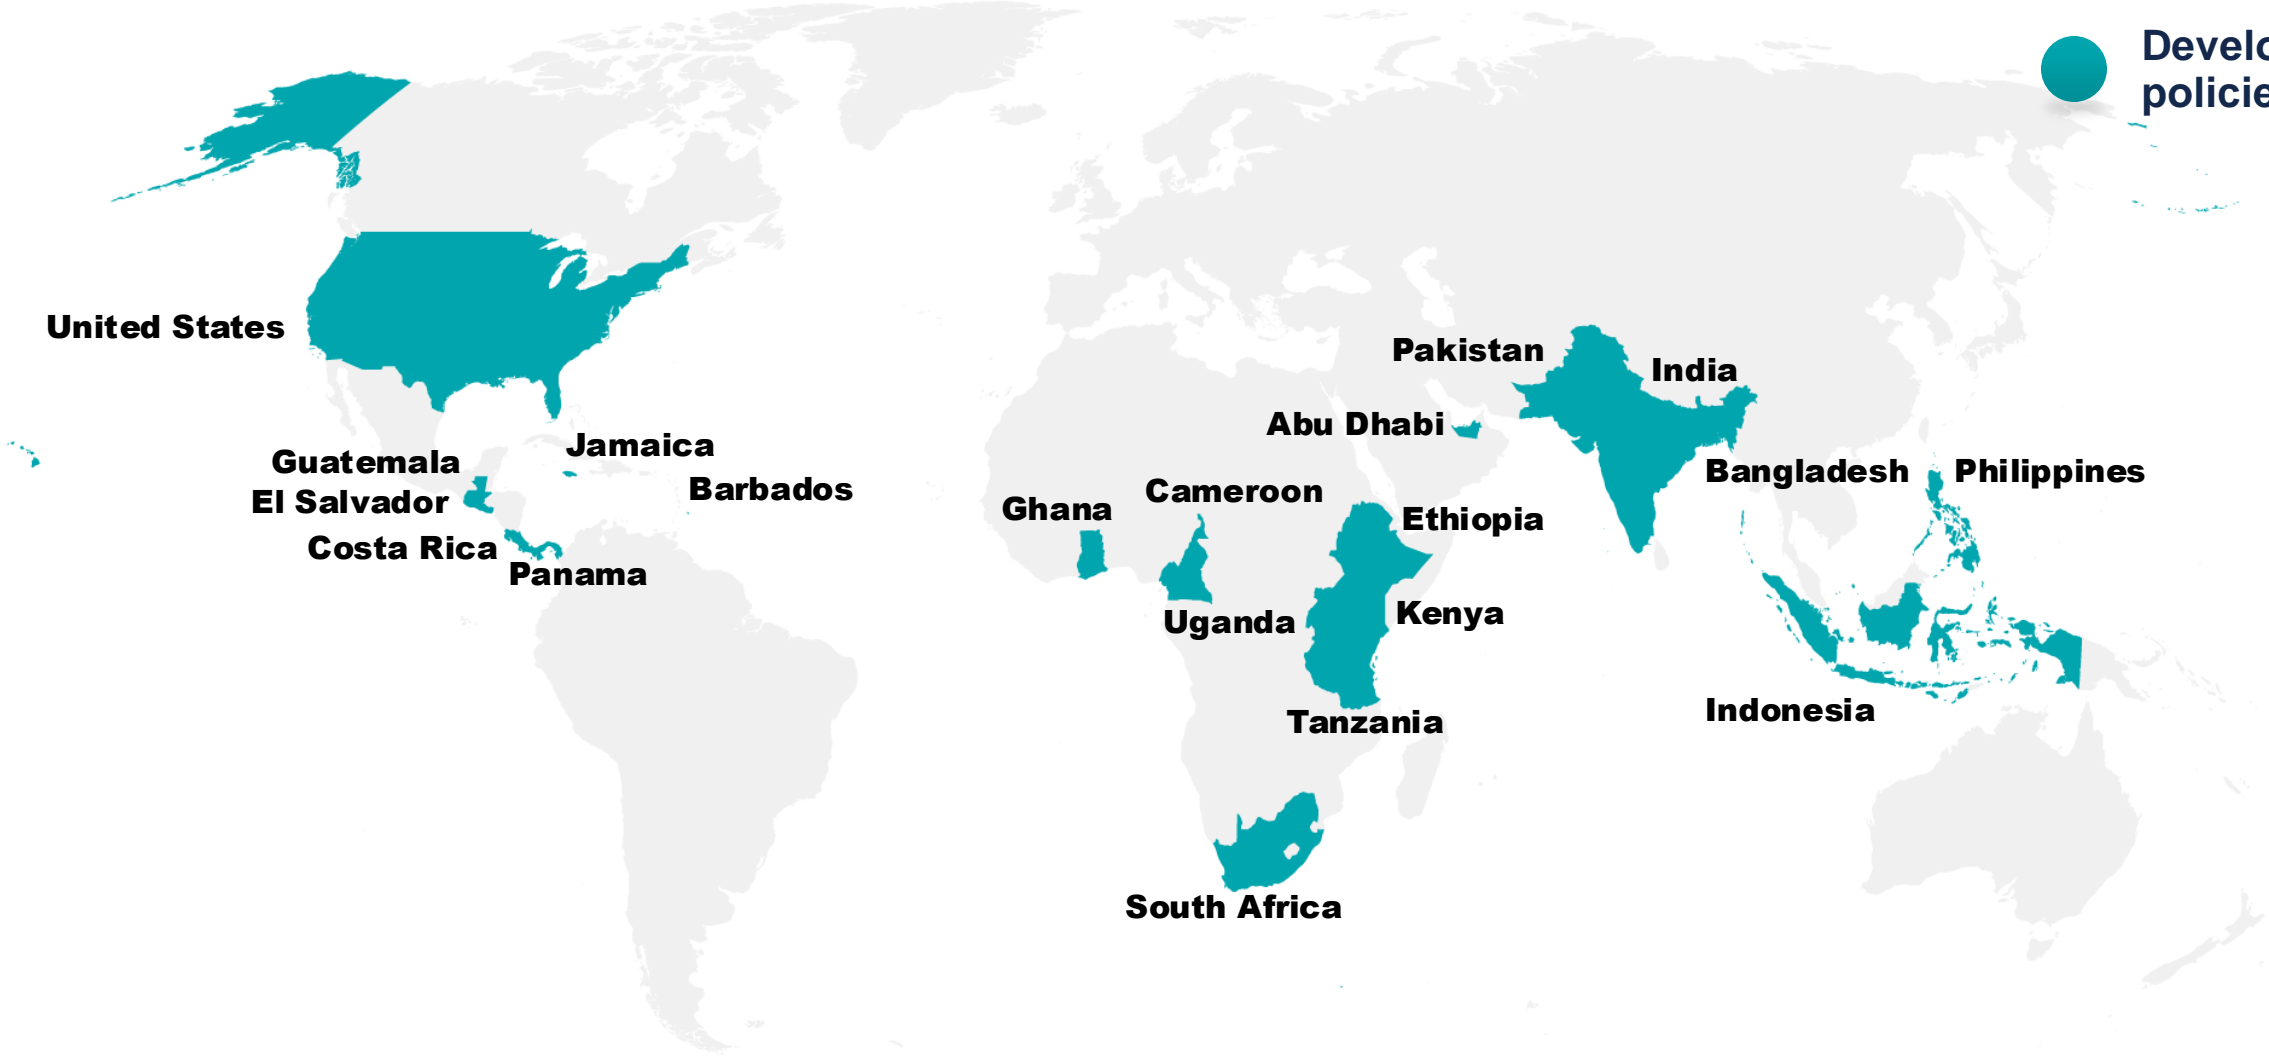 Develo
policie
United States
Pakistan
India
Abu Dhabi
Jamaica
Guatemala
Bangladesh
Philippines
Barbados
El Salvador
Cameroon
Ghana
Ethiopia
Costa Rica
Panama
Uganda
Kenya
Indonesia
Tanzania
South Africa